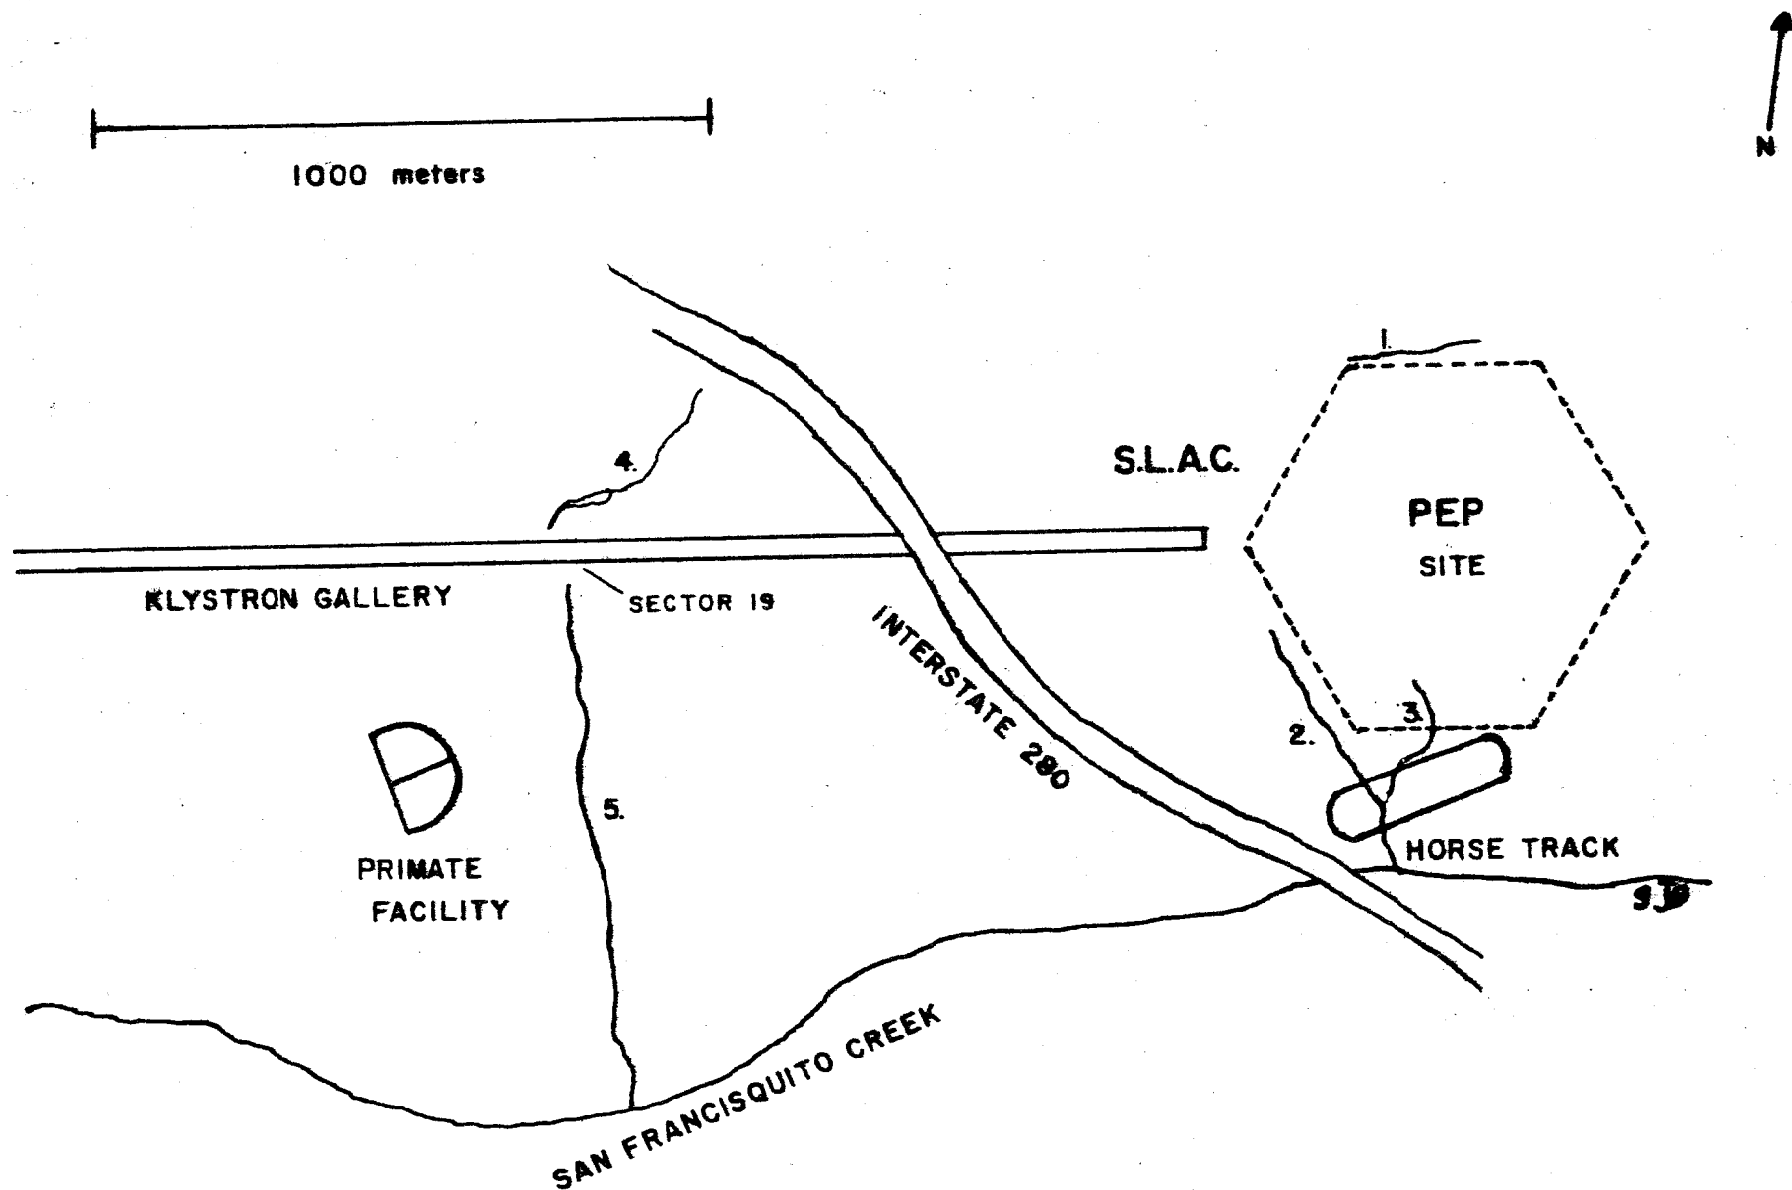 N
1000 meters
1.
4.
S.L.A.C.
PEP
SITE
KLYSTRON GALLERY
SECTOR 19
INTERSTATE 280
2.
3.
5.
HORSE TRACK
PRIMATE
FACILITY
SAN FRANCISQUITO CREEK